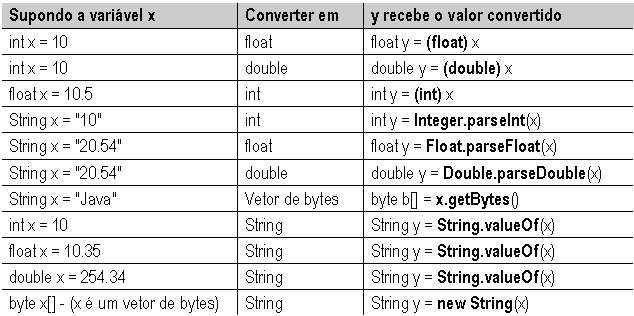 Supondo a variável x Converter em y recebe o valor convertido
int x = 10 float float y = (float) x
int x = 10 double double y = (double) x
float x = 10.5 int int y = (int) x
String x = "10" int int y = Integer.parseInt(x)
String x = "20.54" float float y = Float.parseFloat(x)
String x = "20.54" double double y = Double.parseDouble(x)
String x = "Java" Vetor de bytes byte b[] = x.getBytes()
int x = 10 String String y = String.valueOf(x)
float x = 10.35 String String y = String.valueOf(x)
double x = 254.34 String String y = String.valueOf(x)
byte x[] - (x é um vetor de bytes) String String y = new String(x)